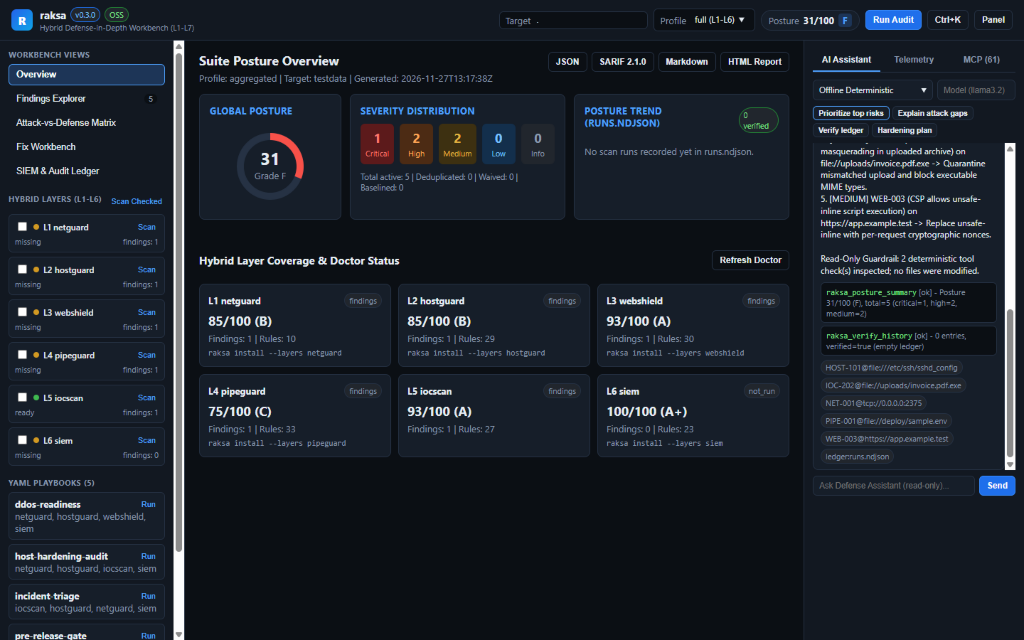 R
raksa v0.3.0 OSS
Hybrid Defense-in-Depth Workbench (L1-L7)
Target .
Profile full (L1-L6) ▼
Posture 31/100 F
Run Audit
Ctrl+K
Panel
WORKBENCH VIEWS
Overview
Findings Explorer 5
Attack-vs-Defense Matrix
Fix Workbench
SIEM & Audit Ledger
HYBRID LAYERS (L1-L6) Scan Checked
L1 netguard Scan
missing findings: 1
L2 hostguard Scan
missing findings: 1
L3 webshield Scan
missing findings: 1
L4 pipeguard Scan
missing findings: 1
L5 iocscan Scan
ready findings: 1
L6 siem Scan
missing findings: 0
YAML PLAYBOOKS (5)
ddos-readiness Run
netguard, hostguard, webshield,
siem
host-hardening-audit Run
netguard, hostguard, iocscan, siem
incident-triage Run
iocscan, hostguard, netguard, siem
pre-release-gate Run
Suite Posture Overview
Profile: aggregated | Target: testdata | Generated: 2026-11-27T13:17:38Z
JSON
SARIF 2.1.0
Markdown
HTML Report
GLOBAL POSTURE
31
Grade F
SEVERITY DISTRIBUTION
1 Critical
2 High
2 Medium
0 Low
0 Info
Total active: 5 | Deduplicated: 0 | Waived: 0 |
Baselined: 0
POSTURE TREND
(RUNS.NDJSON)
0
verified
No scan runs recorded yet in runs.ndjson.
Hybrid Layer Coverage & Doctor Status
Refresh Doctor
L1 netguard findings
85/100 (B)
Findings: 1 | Rules: 10
raksa install --layers netguard
L2 hostguard findings
85/100 (B)
Findings: 1 | Rules: 29
raksa install --layers hostguard
L3 webshield findings
93/100 (A)
Findings: 1 | Rules: 30
raksa install --layers webshield
L4 pipeguard findings
75/100 (C)
Findings: 1 | Rules: 33
raksa install --layers pipeguard
L5 iocscan findings
93/100 (A)
Findings: 1 | Rules: 27
L6 siem not_run
100/100 (A+)
Findings: 0 | Rules: 23
raksa install --layers siem
AI Assistant
Telemetry
MCP (61)
Offline Deterministic ▼
Model (llama3.2)
Prioritize top risks
Explain attack gaps
Verify ledger
Hardening plan
masquerading in uploaded archive) on
file://uploads/invoice.pdf.exe -> Quarantine
mismatched upload and block executable
MIME types.
5. [MEDIUM] WEB-003 (CSP allows unsafe-
inline script execution) on
https://app.example.test -> Replace unsafe-
inline with per-request cryptographic nonces.
Read-Only Guardrail: 2 deterministic tool
check(s) inspected; no files were modified.
raksa_posture_summary [ok] - Posture
31/100 (F), total=5 (critical=1, high=2,
medium=2)
raksa_verify_history [ok] - 0 entries,
verified=true (empty ledger)
HOST-101@file:///etc/ssh/sshd_config
IOC-202@file://uploads/invoice.pdf.exe
NET-001@tcp://0.0.0.0:2375
PIPE-001@file://deploy/sample.env
WEB-003@https://app.example.test
ledger:runs.ndjson
Ask Defense Assistant (read-only)...
Send